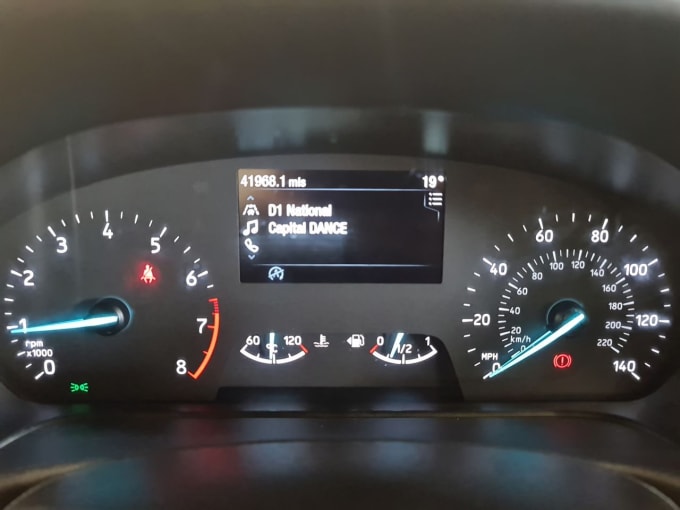 41968.1 mls 19°
D1 National
Capital DANCE
0 1 2 3 4 5 6 7 8
rpm
x1000
60 120
°C
0 1/2 1
0 20 40 60 80 100 120 140
MPH
0 20 40 60 80 100 120 140 160 180 200 220
km/h